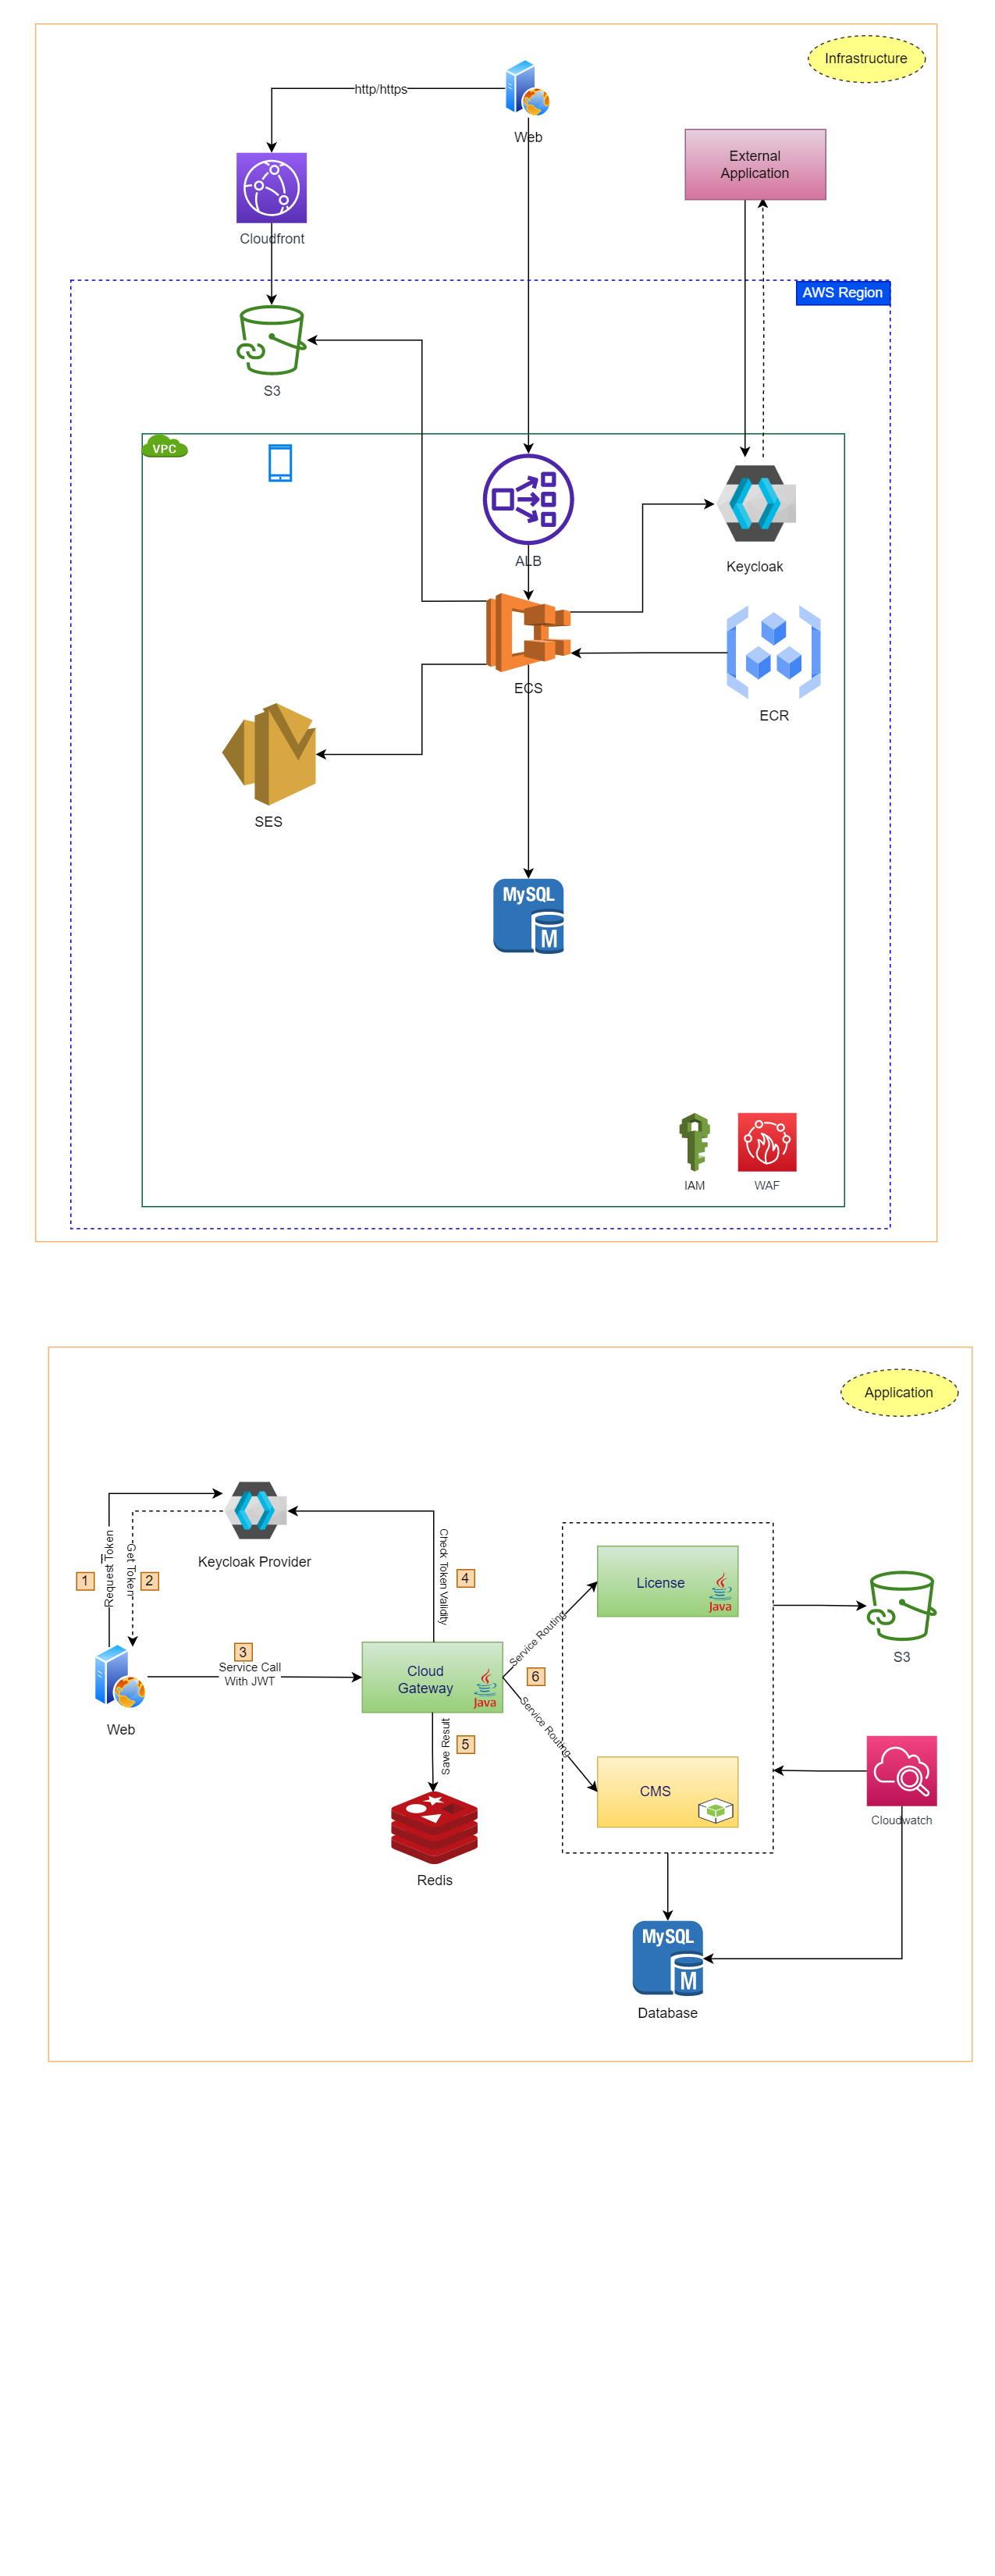 Infrastructure
http/https
Web
External
Application
Cloudfront
AWS Region
S3
VPC
ALB
Keycloak
ECS
ECR
SES
MySQL
M
IAM
WAF
Application
Keycloak Provider
Request Token
Get Token
Check Token Validity
1
2
4
License
Java
S3
3
Service Call
With JWT
Web
Cloud
Gateway
Java
Service Routing
6
Service Routing
Save Result
5
CMS
Cloudwatch
Redis
MySQL
M
Database